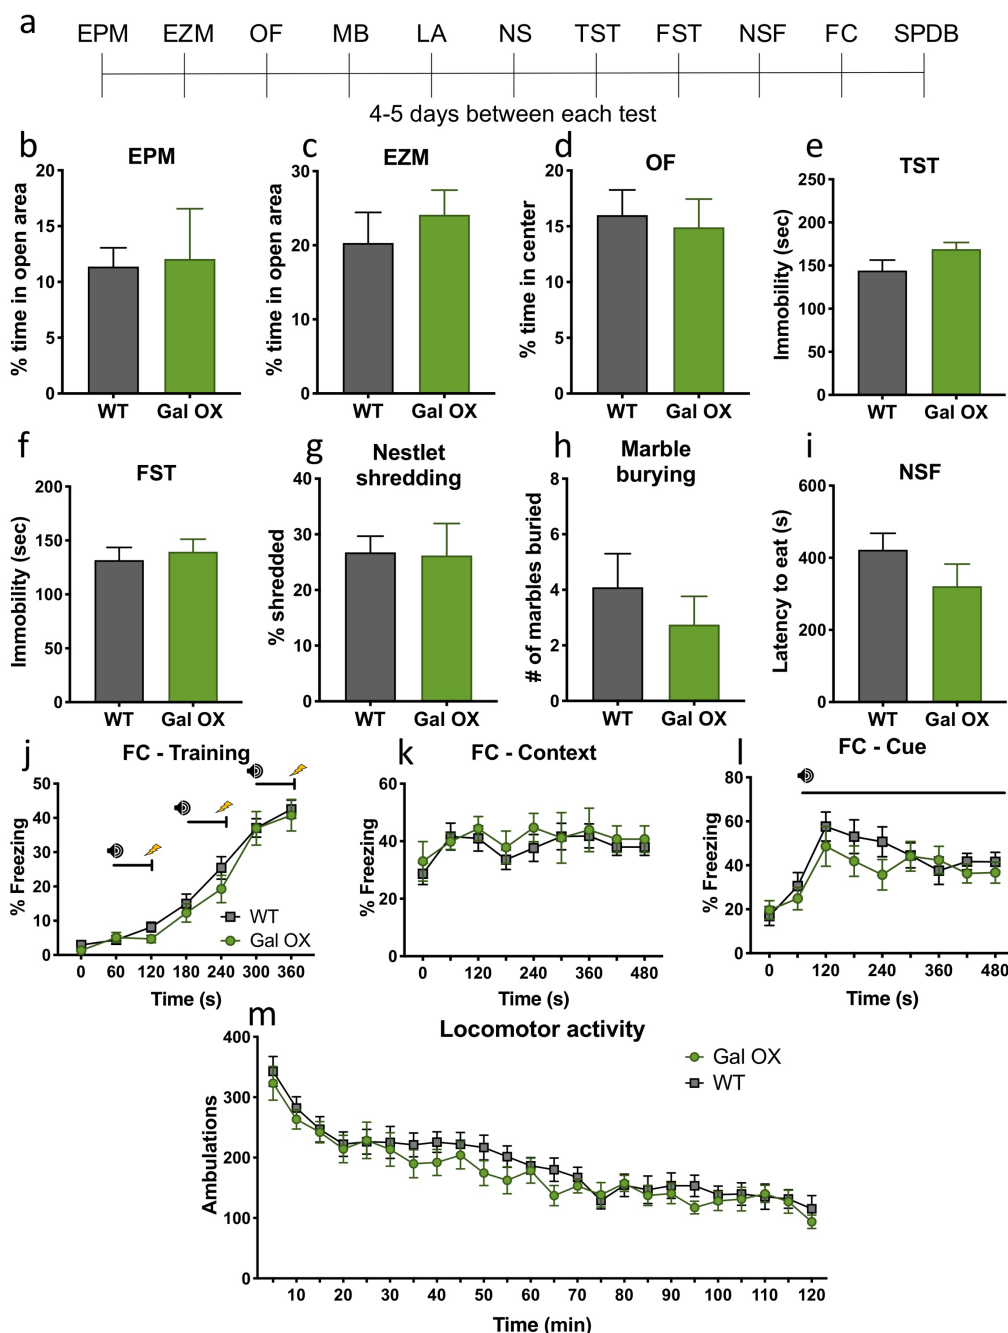 a
EPM EZM OF MB LA NS TST FST NSF FC SPDB
4-5 days between each test
b
EPM
% time in open area
20
15
10
5
0
WT Gal OX
c
EZM
% time in open area
30
20
10
0
WT Gal OX
d
OF
% time in center
20
15
10
5
0
WT Gal OX
e
TST
Immobility (sec)
250
200
150
100
50
0
WT Gal OX
f
FST
Immobility (sec)
200
150
100
50
0
WT Gal OX
g
Nestlet
shredding
% shredded
40
30
20
10
0
WT Gal OX
h
Marble
burying
# of marbles buried
8
6
4
2
0
WT Gal OX
i
NSF
Latency to eat (s)
600
400
200
0
WT Gal OX
j
FC - Training
% Freezing
50
40
30
20
10
0
WT
Gal OX
0 60 120 180 240 300 360
Time (s)
k
FC - Context
% Freezing
60
40
20
0
0 120 240 360 480
Time (s)
l
FC - Cue
% Freezing
80
60
40
20
0
0 120 240 360 480
Time (s)
m
Locomotor activity
Ambulations
400
300
200
100
0
Gal OX
WT
10 20 30 40 50 60 70 80 90 100 110 120
Time (min)